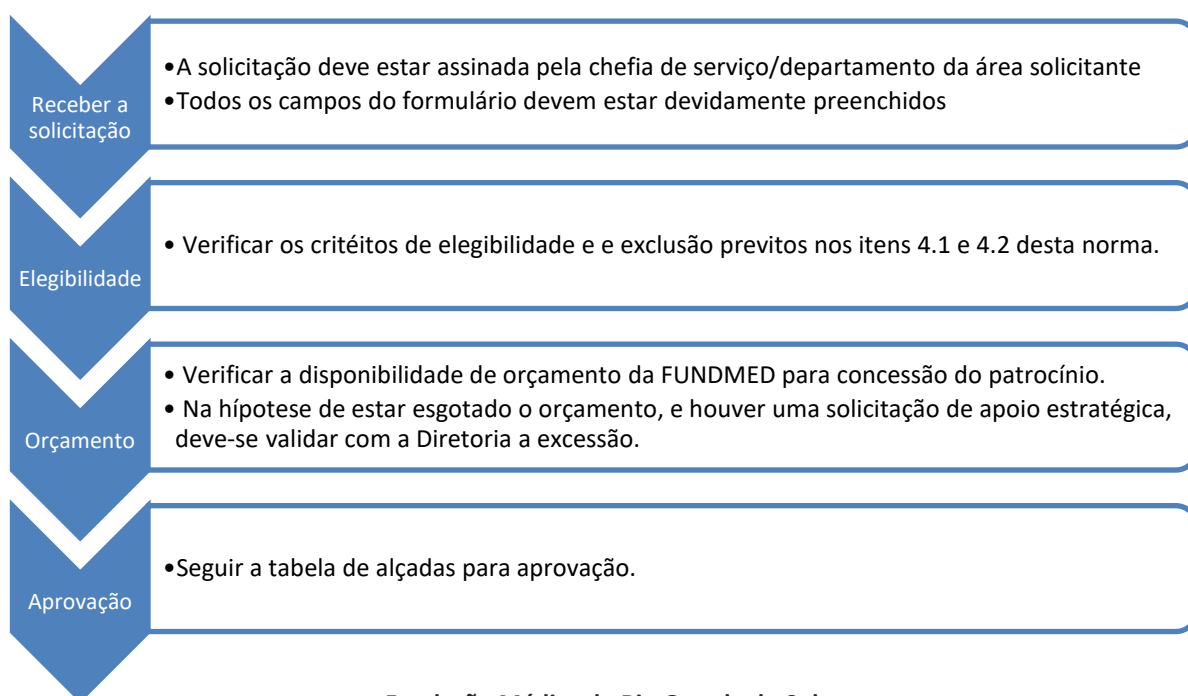 Receber a
solicitação
•A solicitação deve estar assinada pela chefia de serviço/departamento da área solicitante
•Todos os campos do formulário devem estar devidamente preenchidos
Elegibilidade
• Verificar os critéitos de elegibilidade e e exclusão previtos nos itens 4.1 e 4.2 desta norma.
Orçamento
• Verificar a disponibilidade de orçamento da FUNDMED para concessão do patrocínio.
• Na hípotese de estar esgotado o orçamento, e houver uma solicitação de apoio estratégica,
deve-se validar com a Diretoria a excessão.
Aprovação
•Seguir a tabela de alçadas para aprovação.